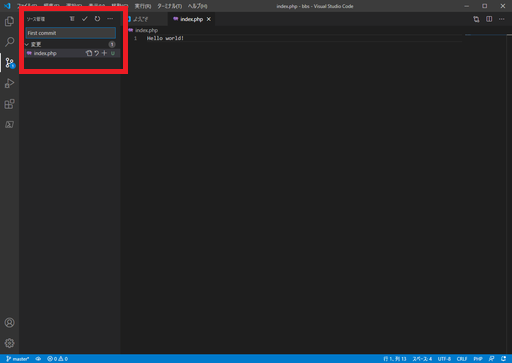 ファイル(F) 編集(E) 選択(S) 表示(V) 移動(G) 実行(R) ターミナル(T) ヘルプ(H)
index.php - bbx - Visual Studio Code
ソース管理
ようこそ
index.php
First commit
index.php
変更 1
1 Hello world!
index.php U
master*
0 0
行 1、列 13
スペース: 4
UTF-8
CRLF
PHP